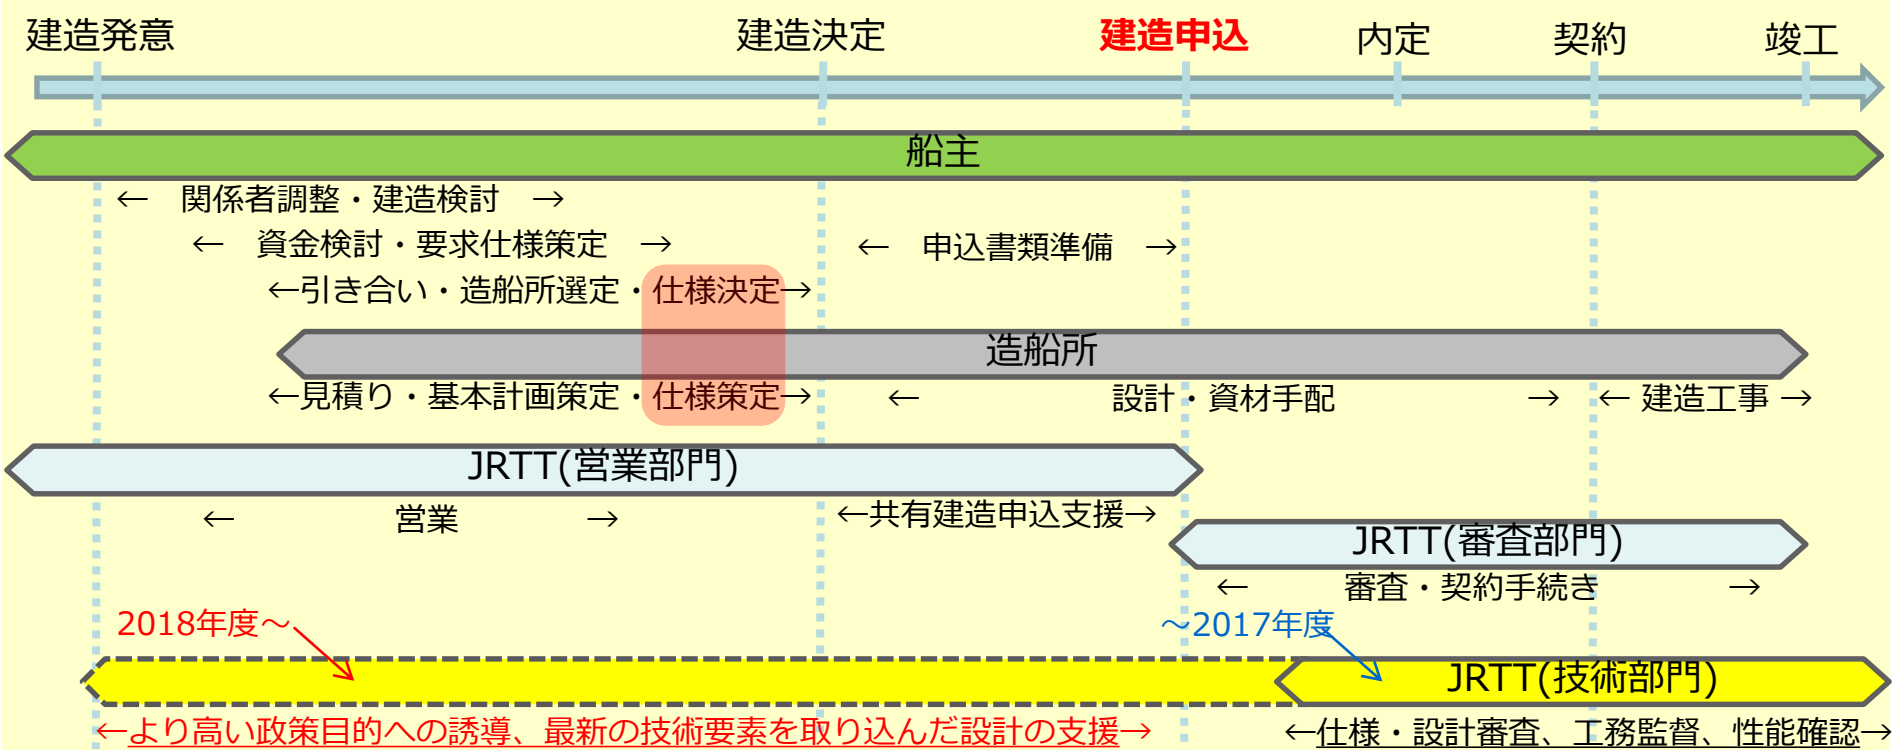 建造発意 建造決定 建造申込 内定 契約 竣工
船主
← 関係者調整・建造検討 →
← 資金検討・要求仕様策定 → ← 申込書類準備 →
←引き合い・造船所選定・仕様決定→
造船所
←見積り・基本計画策定・仕様策定→ ← 設計・資材手配 → ← 建造工事 →
JRTT(営業部門)
← 営業 → ←共有建造申込支援→
JRTT(審査部門)
← 審査・契約手続き →
2018年度～ ～2017年度
JRTT(技術部門)
←より高い政策目的への誘導、最新の技術要素を取り込んだ設計の支援→ ←仕様・設計審査、工務監督、性能確認→